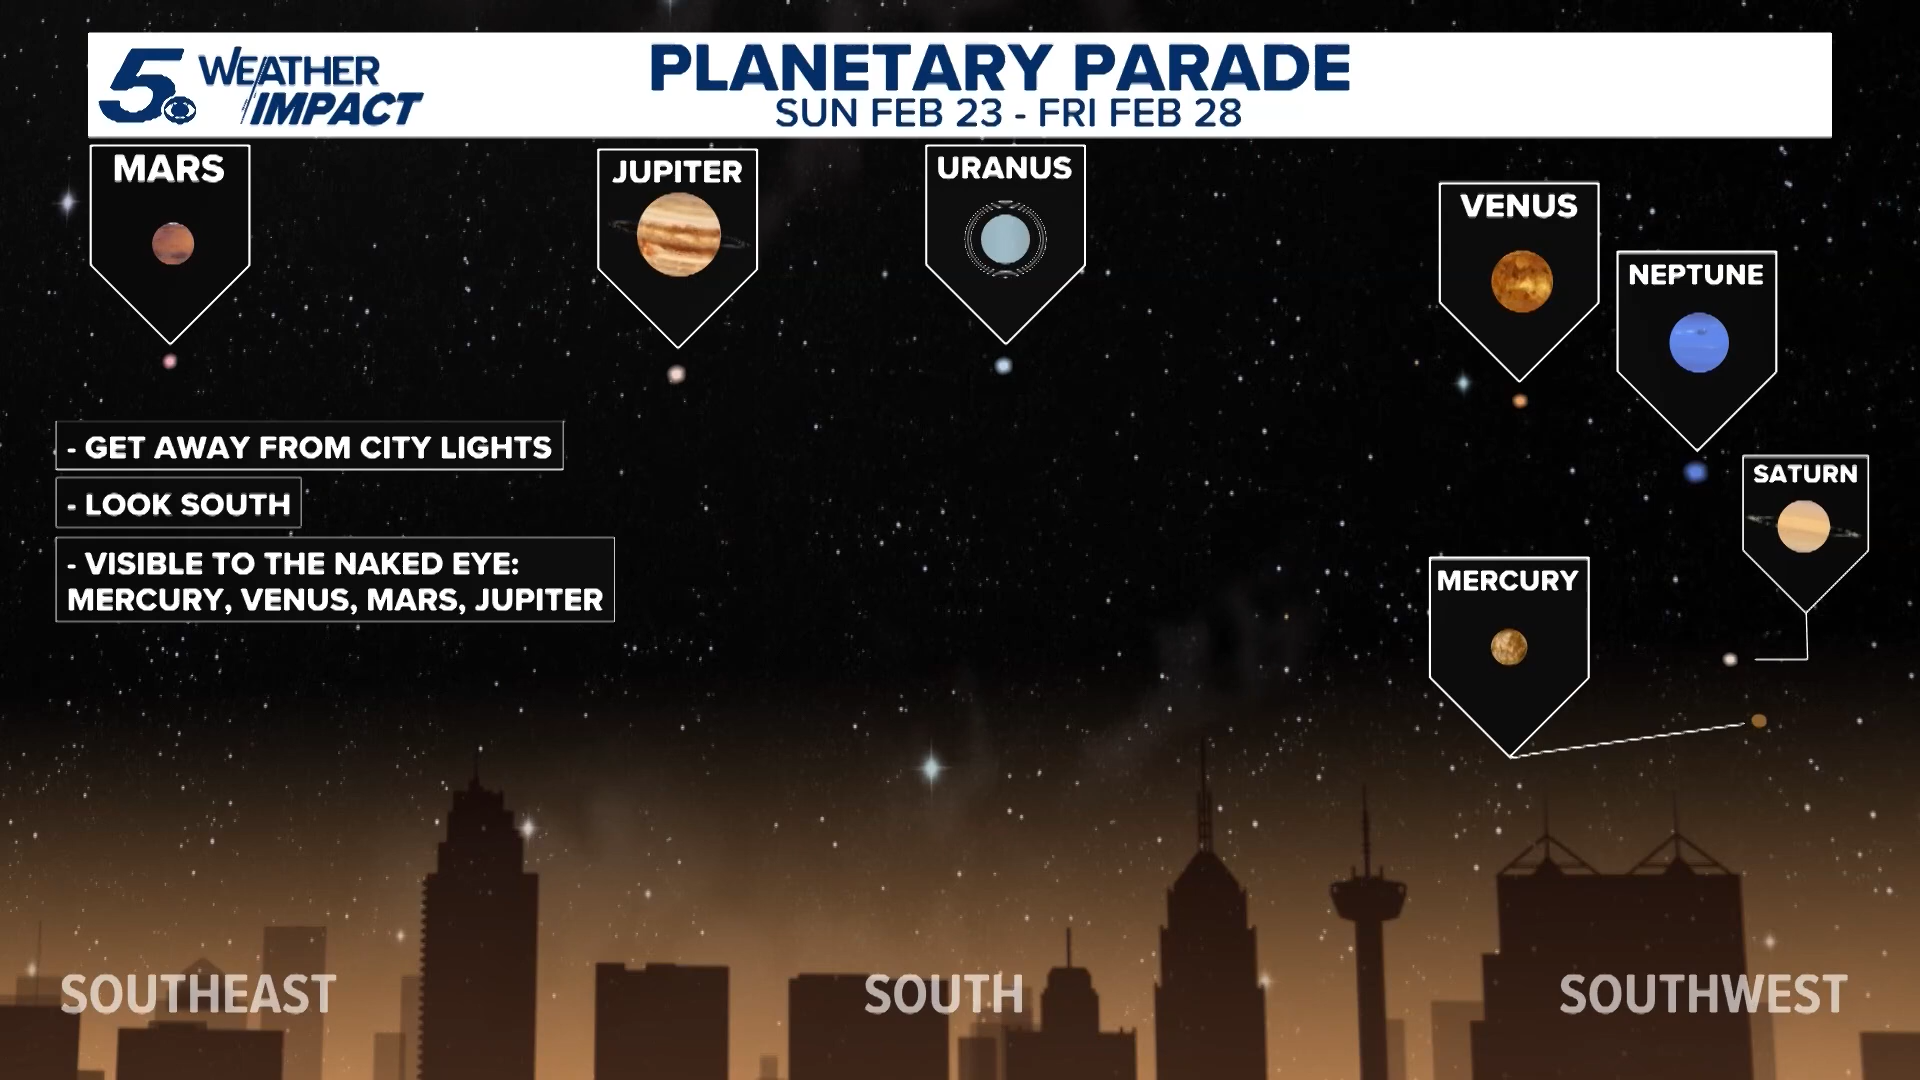 5 WEATHER IMPACT
PLANETARY PARADE
SUN FEB 23 - FRI FEB 28
MARS
JUPITER
URANUS
VENUS
NEPTUNE
SATURN
MERCURY
- GET AWAY FROM CITY LIGHTS
- LOOK SOUTH
- VISIBLE TO THE NAKED EYE:
MERCURY, VENUS, MARS, JUPITER
SOUTHEAST
SOUTH
SOUTHWEST